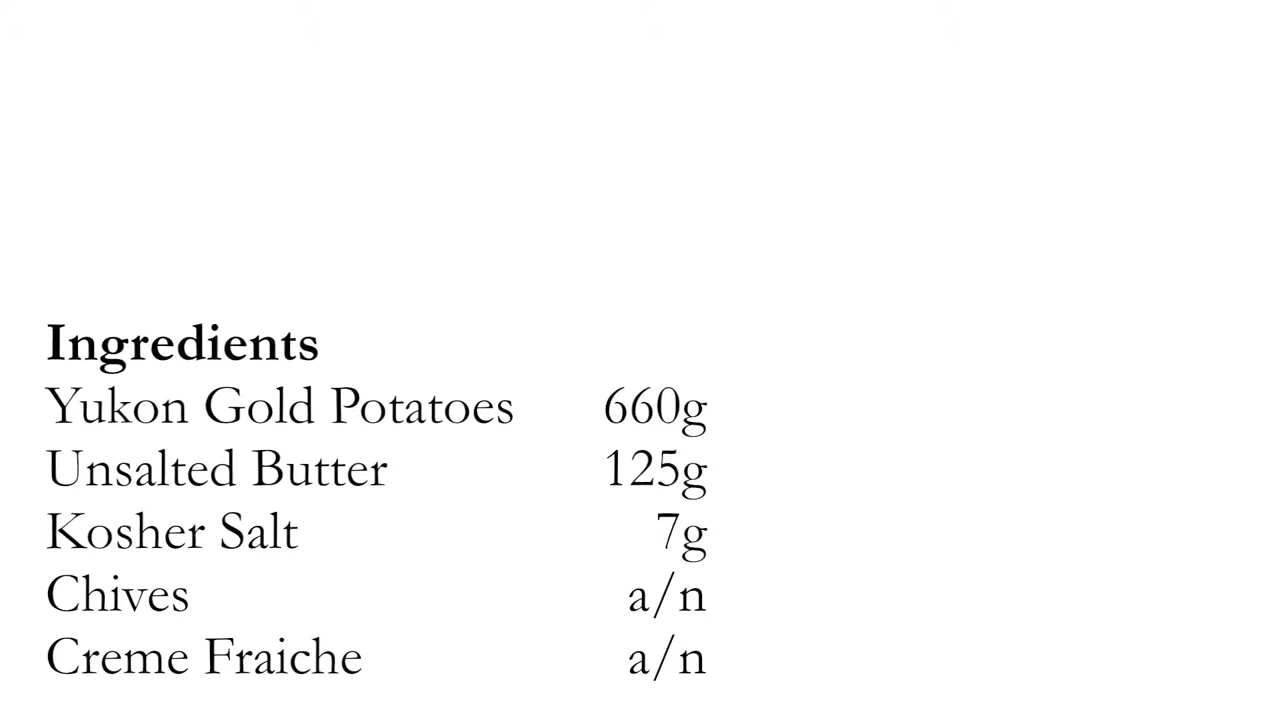 Ingredients
Yukon Gold Potatoes 660g
Unsalted Butter 125g
Kosher Salt 7g
Chives a/n
Creme Fraiche a/n